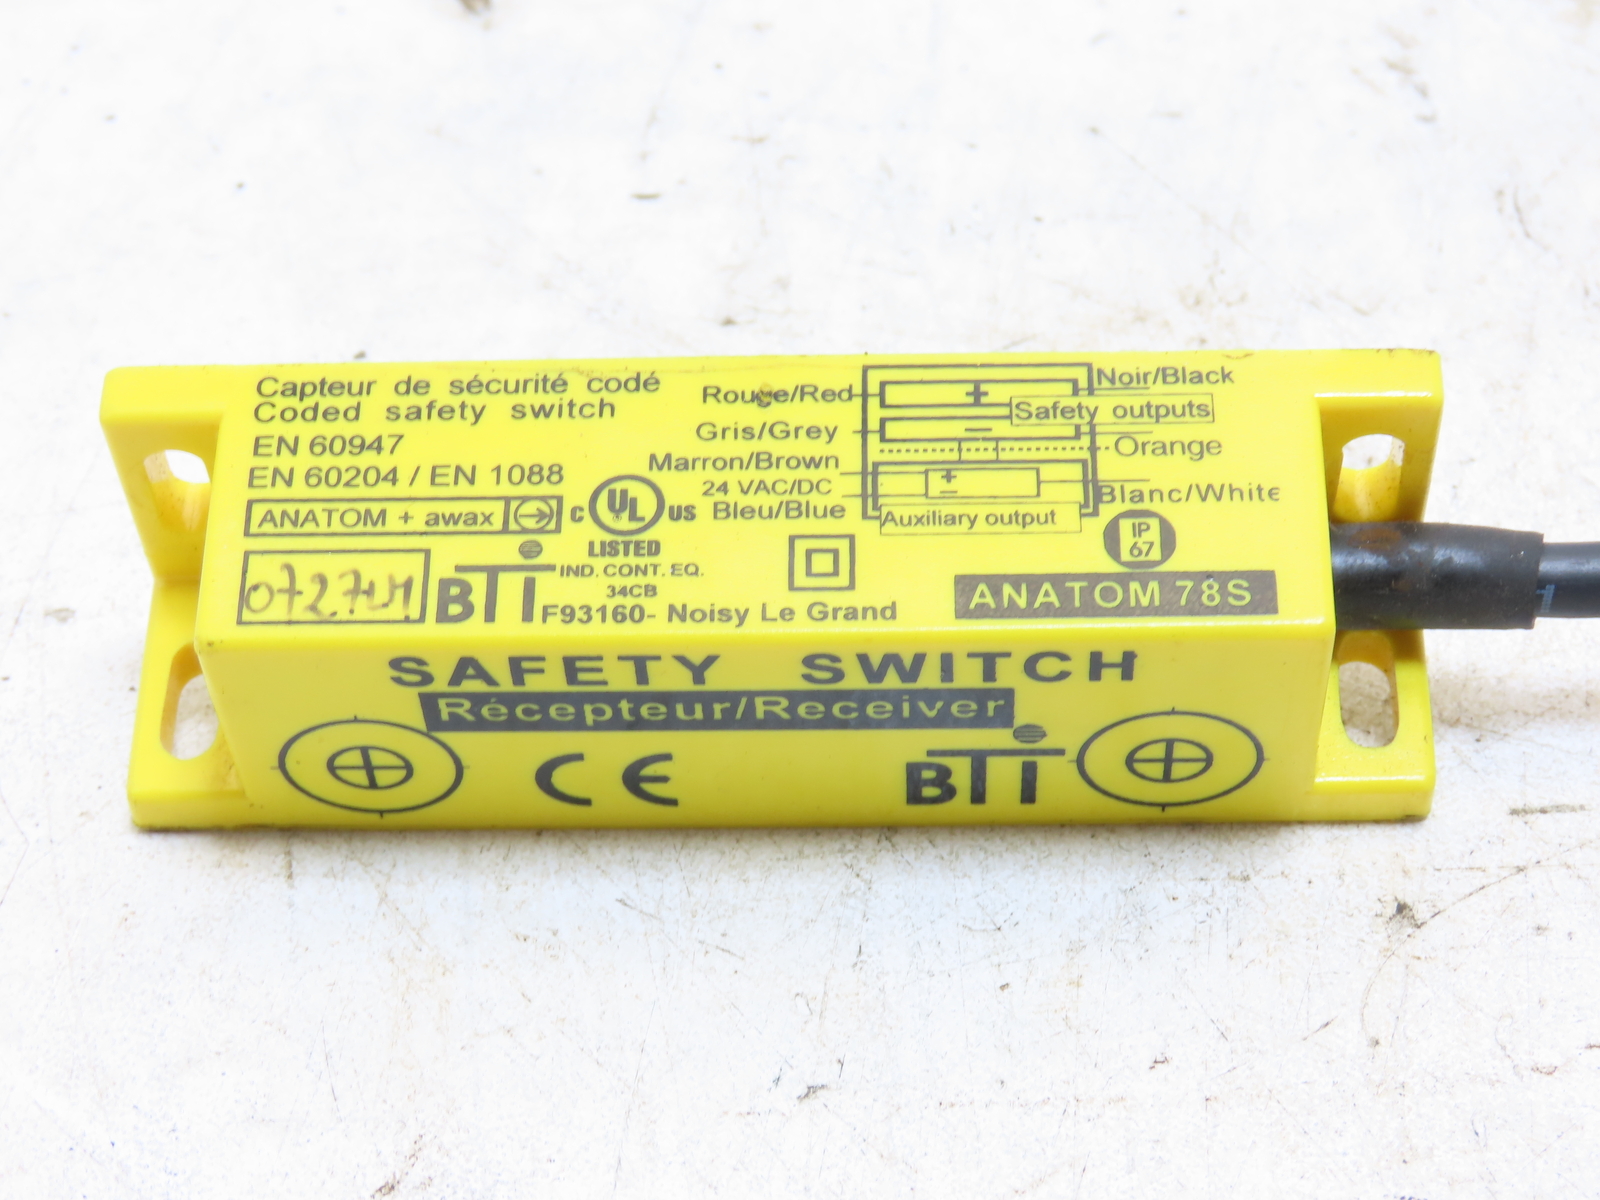 Capteur de sécurité codé
Coded safety switch
EN 60947
EN 60204 / EN 1088
ANATOM + awax
C UL US
LISTED
IND. CONT. EQ.
34CB
BTI
F93160- Noisy Le Grand
Rouge/Red
Gris/Grey
Marron/Brown
24 VAC/DC
Bleu/Blue
+
−
+
−
Noir/Black
Safety outputs
Orange
Blanc/White
Auxiliary output
IP
67
ANATOM 78S
SAFETY SWITCH
Récepteur/Receiver
CE
BTI